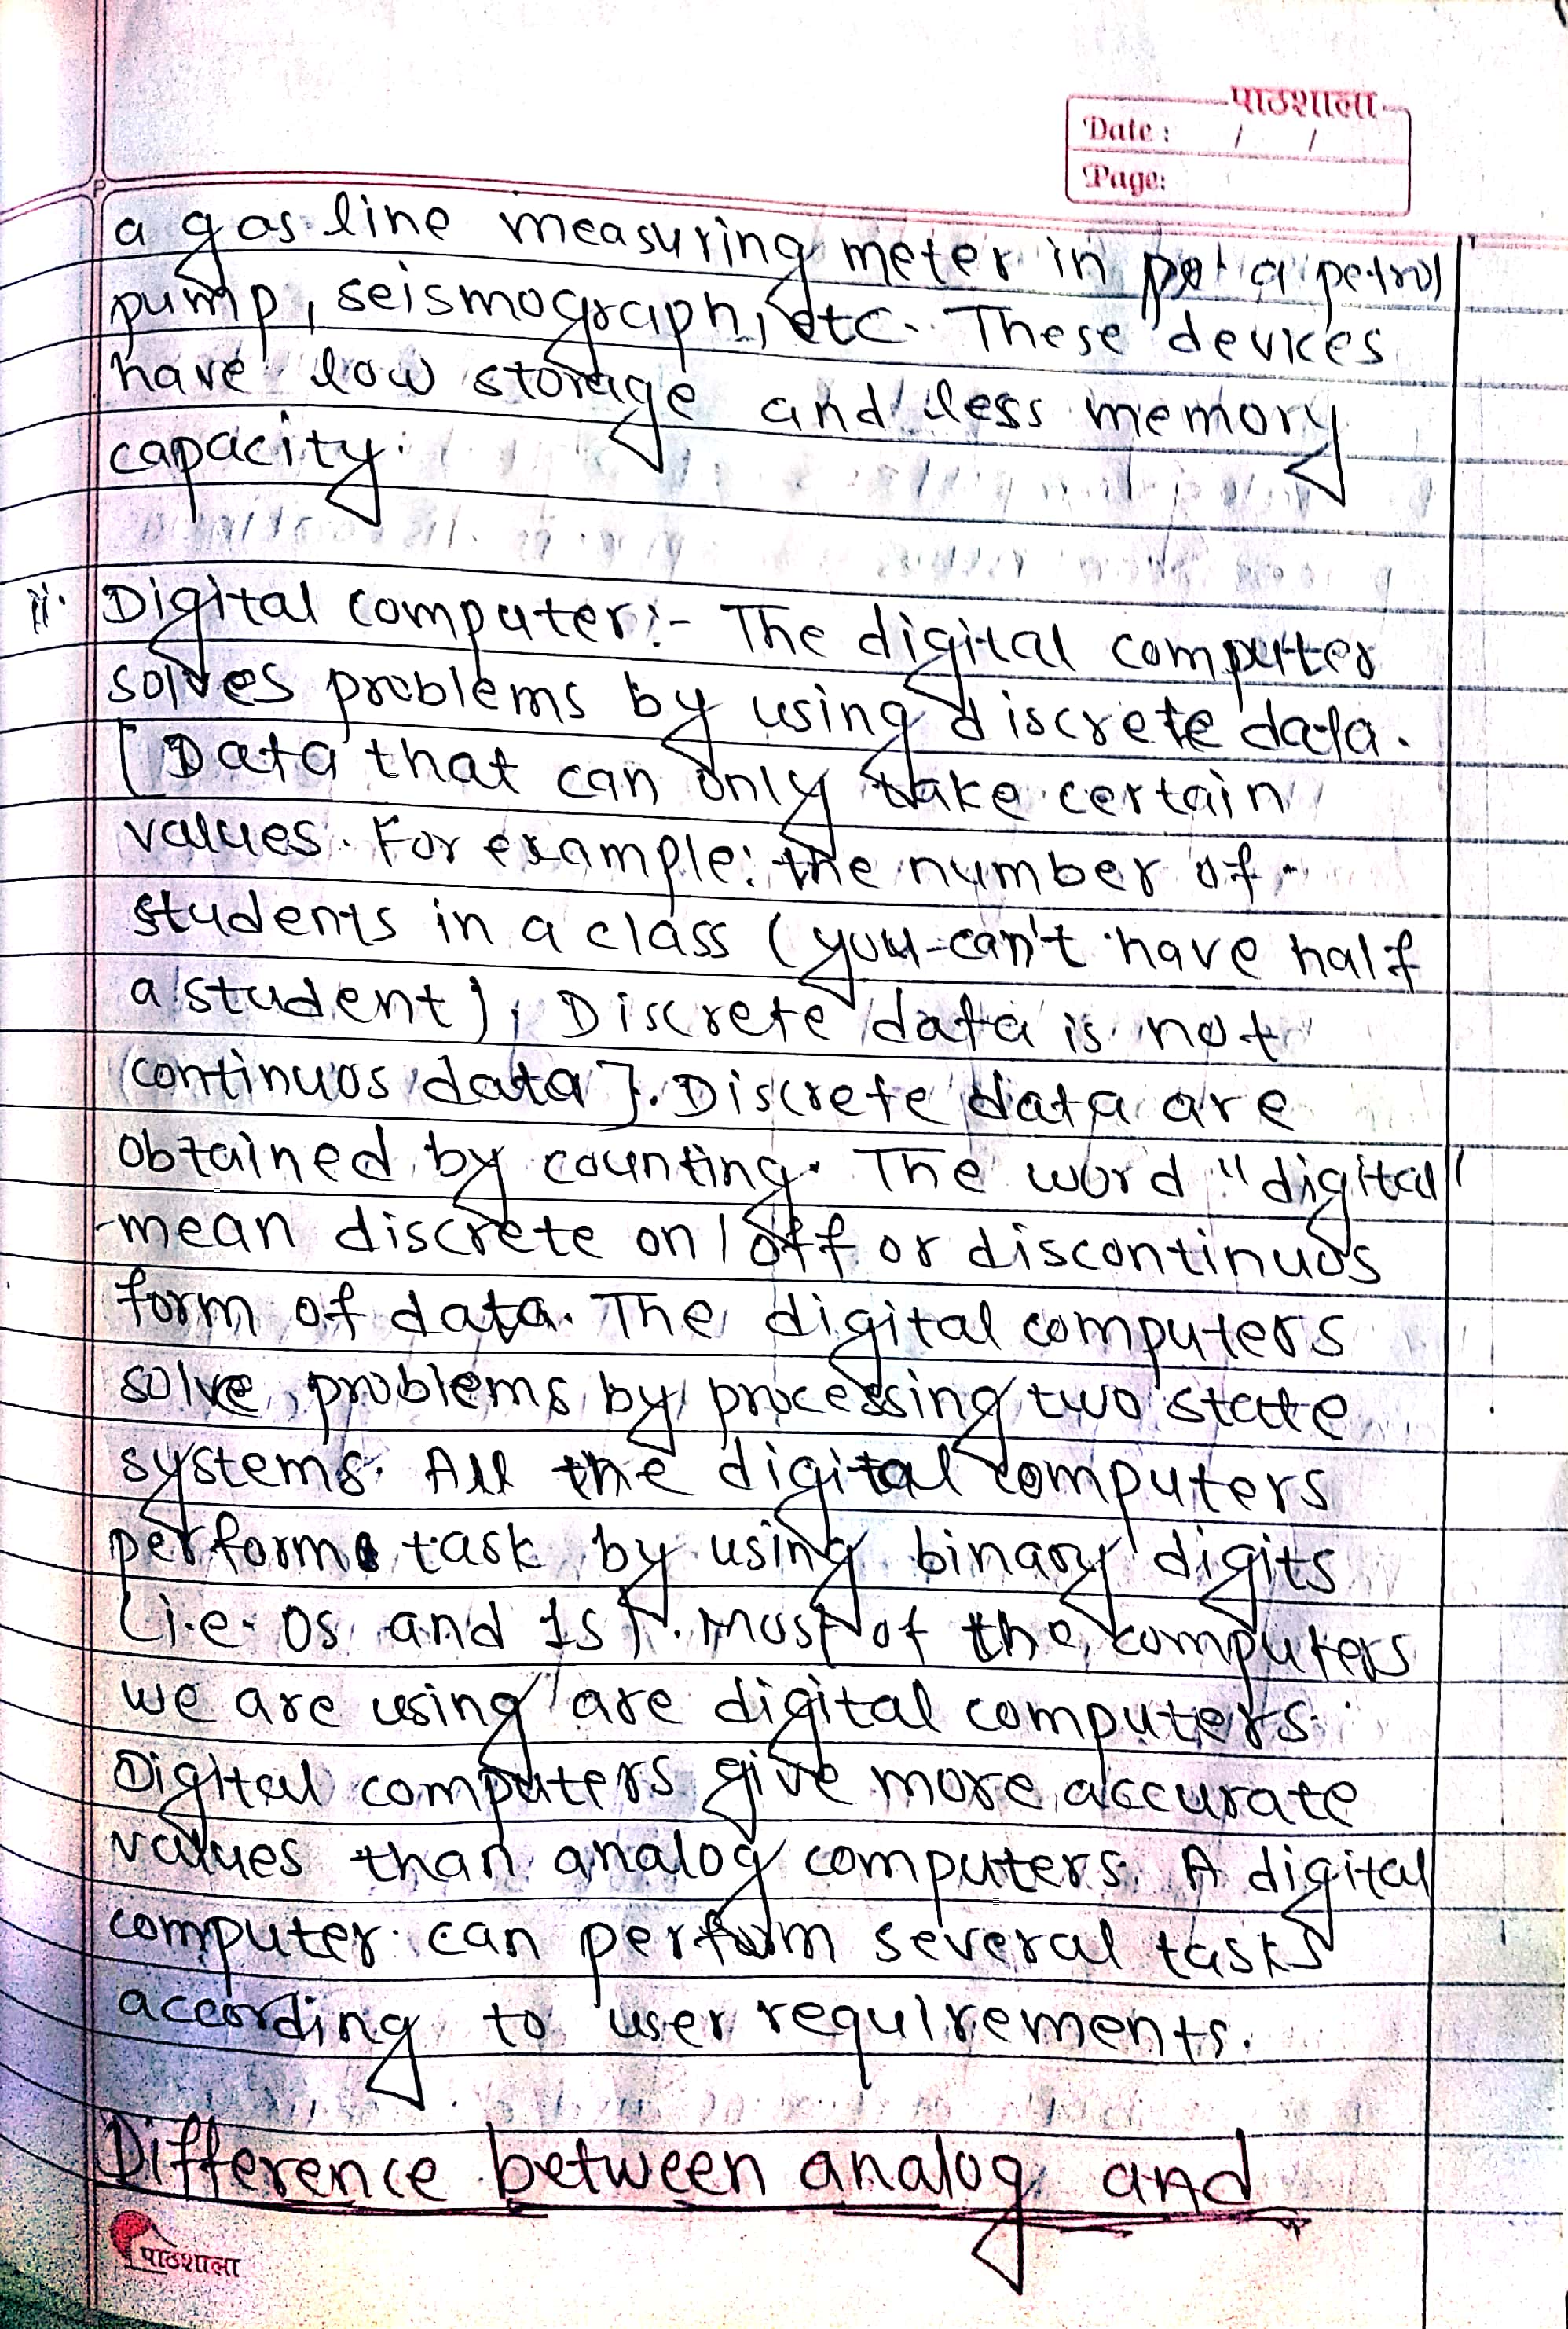 पाठशाला
Date : / /
Page:
a gasline measuring meter in a petrol
pump, seismograph, etc. These devices
have low storage and less memory
capacity.
ii. Digital computer:- The digital computer
solves problems by using discrete data.
[Data that can only take certain
values. For example: the number of
students in a class (you can't have half
a student), Discrete data is not
continuos data]. Discrete data are
obtained by counting. The word "digital"
mean discrete on/off or discontinuos
form of data. The digital computers
solve problems by processing two state
systems. All the digital computers
perform task by using binary digits
(i.e. 0s and 1s). Most of the computers
we are using are digital computers.
Digital computers give more accurate
values than analog computers. A digital
computer can perform several tasks
according to user requirements.
Difference between analog and
पाठशाला